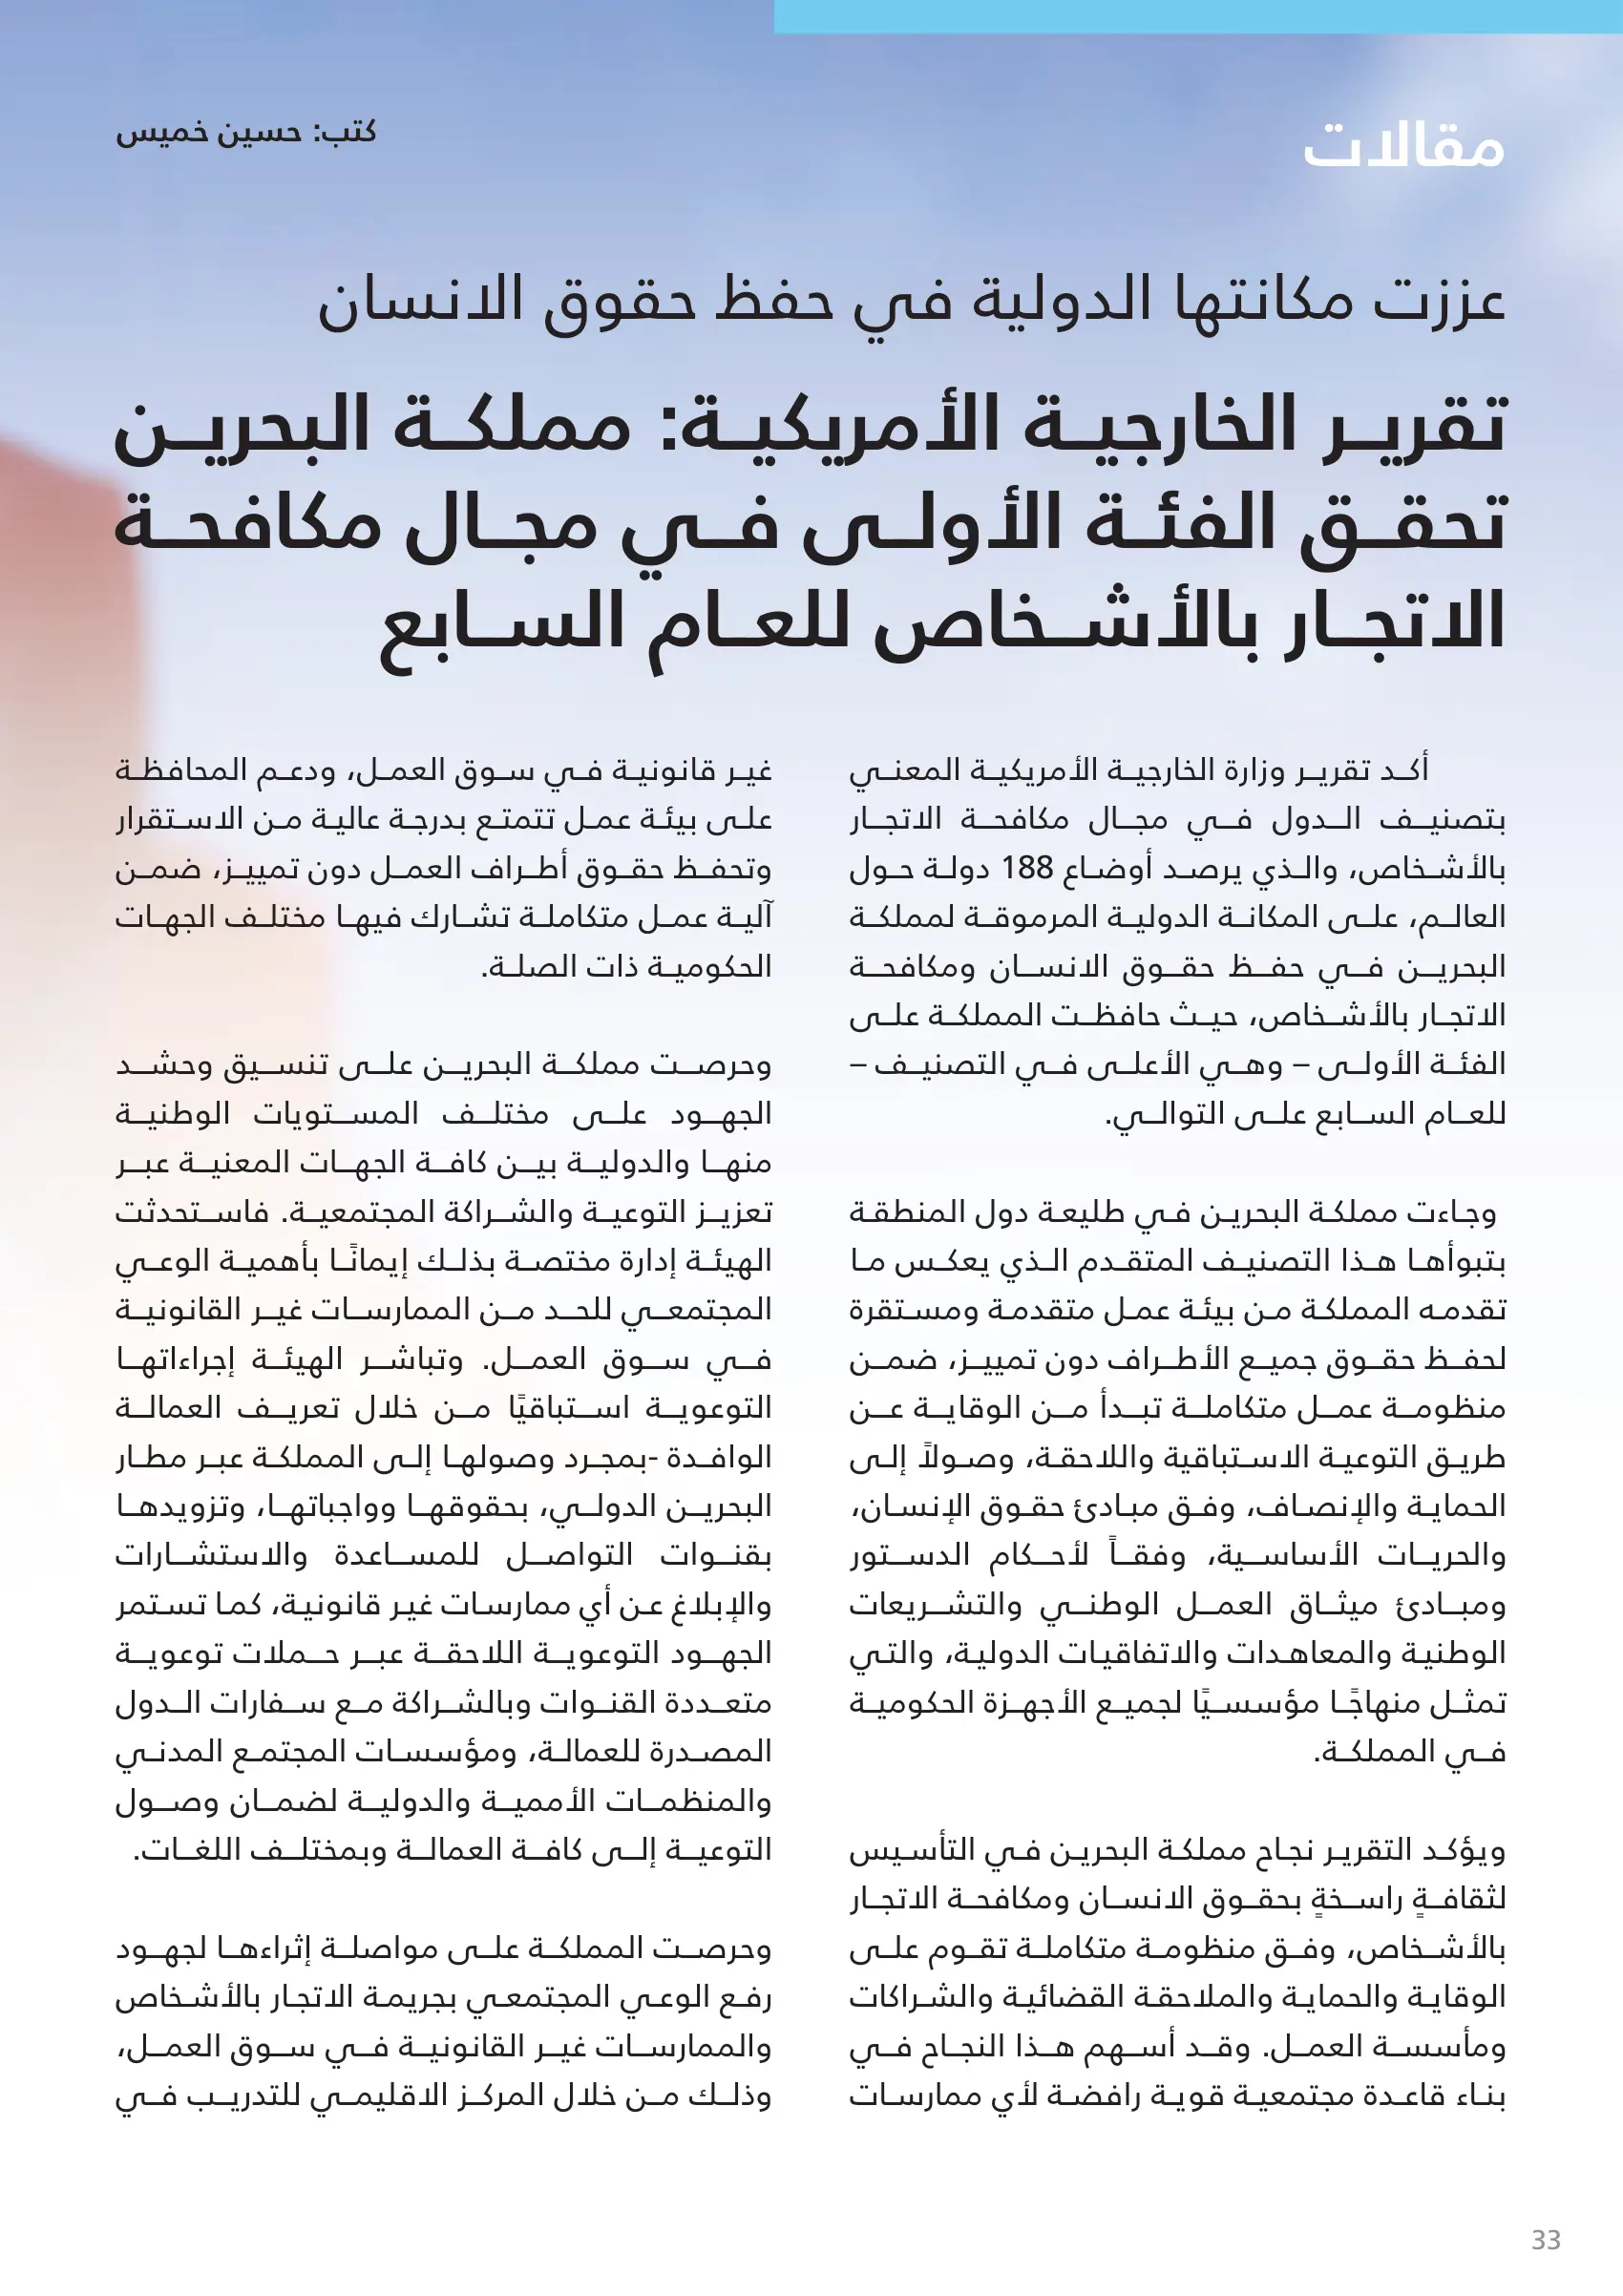 مقالات
كتب: حسين خميس
عززت مكانتها الدولية في حفظ حقوق الانسان
تقرير الخارجية الأمريكية: مملكة البحرين
تحقق الفئة الأولى في مجال مكافحة
الاتجار بالأشخاص للعام السابع
أكد تقرير وزارة الخارجية الأمريكية المعني
بتصنيف الدول في مجال مكافحة الاتجار
بالأشخاص، والذي يرصد أوضاع 188 دولة حول
العالم، على المكانة الدولية المرموقة لمملكة
البحرين في حفظ حقوق الانسان ومكافحة
الاتجار بالأشخاص، حيث حافظت المملكة على
الفئة الأولى – وهي الأعلى في التصنيف –
للعام السابع على التوالي.
وجاءت مملكة البحرين في طليعة دول المنطقة
بتبوأها هذا التصنيف المتقدم الذي يعكس ما
تقدمه المملكة من بيئة عمل متقدمة ومستقرة
لحفظ حقوق جميع الأطراف دون تمييز، ضمن
منظومة عمل متكاملة تبدأ من الوقاية عن
طريق التوعية الاستباقية واللاحقة، وصولاً إلى
الحماية والإنصاف، وفق مبادئ حقوق الإنسان،
والحريات الأساسية، وفقاً لأحكام الدستور
ومبادئ ميثاق العمل الوطني والتشريعات
الوطنية والمعاهدات والاتفاقيات الدولية، والتي
تمثل منهاجًا مؤسسيًا لجميع الأجهزة الحكومية
في المملكة.
ويؤكد التقرير نجاح مملكة البحرين في التأسيس
لثقافةٍ راسخةٍ بحقوق الانسان ومكافحة الاتجار
بالأشخاص، وفق منظومة متكاملة تقوم على
الوقاية والحماية والملاحقة القضائية والشراكات
ومأسسة العمل. وقد أسهم هذا النجاح في
بناء قاعدة مجتمعية قوية رافضة لأي ممارسات
غير قانونية في سوق العمل، ودعم المحافظة
على بيئة عمل تتمتع بدرجة عالية من الاستقرار
وتحفظ حقوق أطراف العمل دون تمييز، ضمن
آلية عمل متكاملة تشارك فيها مختلف الجهات
الحكومية ذات الصلة.
وحرصت مملكة البحرين على تنسيق وحشد
الجهود على مختلف المستويات الوطنية
منها والدولية بين كافة الجهات المعنية عبر
تعزيز التوعية والشراكة المجتمعية. فاستحدثت
الهيئة إدارة مختصة بذلك إيمانًا بأهمية الوعي
المجتمعي للحد من الممارسات غير القانونية
في سوق العمل. وتباشر الهيئة إجراءاتها
التوعوية استباقيًا من خلال تعريف العمالة
الوافدة -بمجرد وصولها إلى المملكة عبر مطار
البحرين الدولي، بحقوقها وواجباتها، وتزويدها
بقنوات التواصل للمساعدة والاستشارات
والإبلاغ عن أي ممارسات غير قانونية، كما تستمر
الجهود التوعوية اللاحقة عبر حملات توعوية
متعددة القنوات وبالشراكة مع سفارات الدول
المصدرة للعمالة، ومؤسسات المجتمع المدني
والمنظمات الأممية والدولية لضمان وصول
التوعية إلى كافة العمالة وبمختلف اللغات.
وحرصت المملكة على مواصلة إثراءها لجهود
رفع الوعي المجتمعي بجريمة الاتجار بالأشخاص
والممارسات غير القانونية في سوق العمل،
وذلك من خلال المركز الاقليمي للتدريب في
33